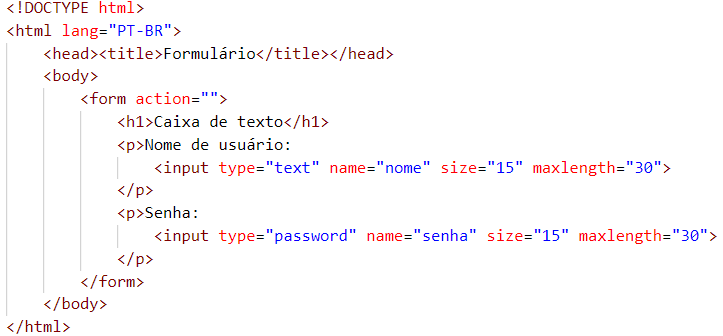 <!DOCTYPE html>
<html lang="PT-BR">
<head><title>Formulário</title></head>
<body>
<form action="">
<h1>Caixa de texto</h1>
<p>Nome de usuário:
<input type="text" name="nome" size="15" maxlength="30">
</p>
<p>Senha:
<input type="password" name="senha" size="15" maxlength="30">
</p>
</form>
</body>
</html>